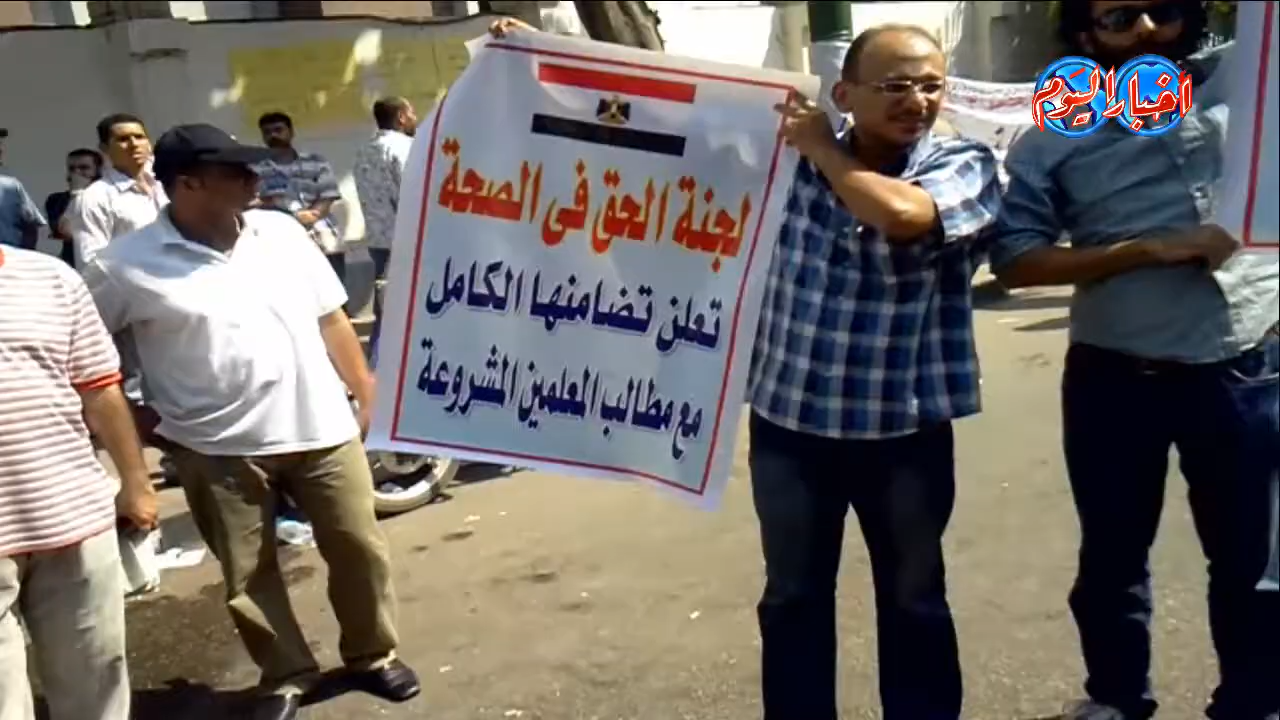 اخبار اليوم
لجنة الحق فى الصحة
تعلن تضامنها الكامل
مع مطالب المعلمين المشروعة